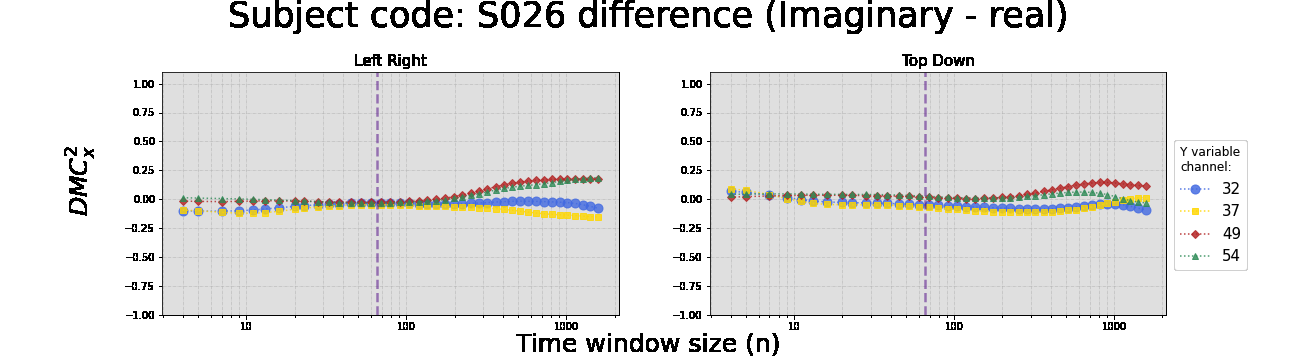 Subject code: S026 difference (Imaginary - real)
Left Right
Top Down
1.00
0.75
0.50
0.25
0.00
−0.25
−0.50
−0.75
−1.00
1.00
0.75
0.50
0.25
0.00
−0.25
−0.50
−0.75
−1.00
DMC²ₓ
10 100 1000
10 100 1000
Time window size (n)
Y variable
channel:
32
37
49
54